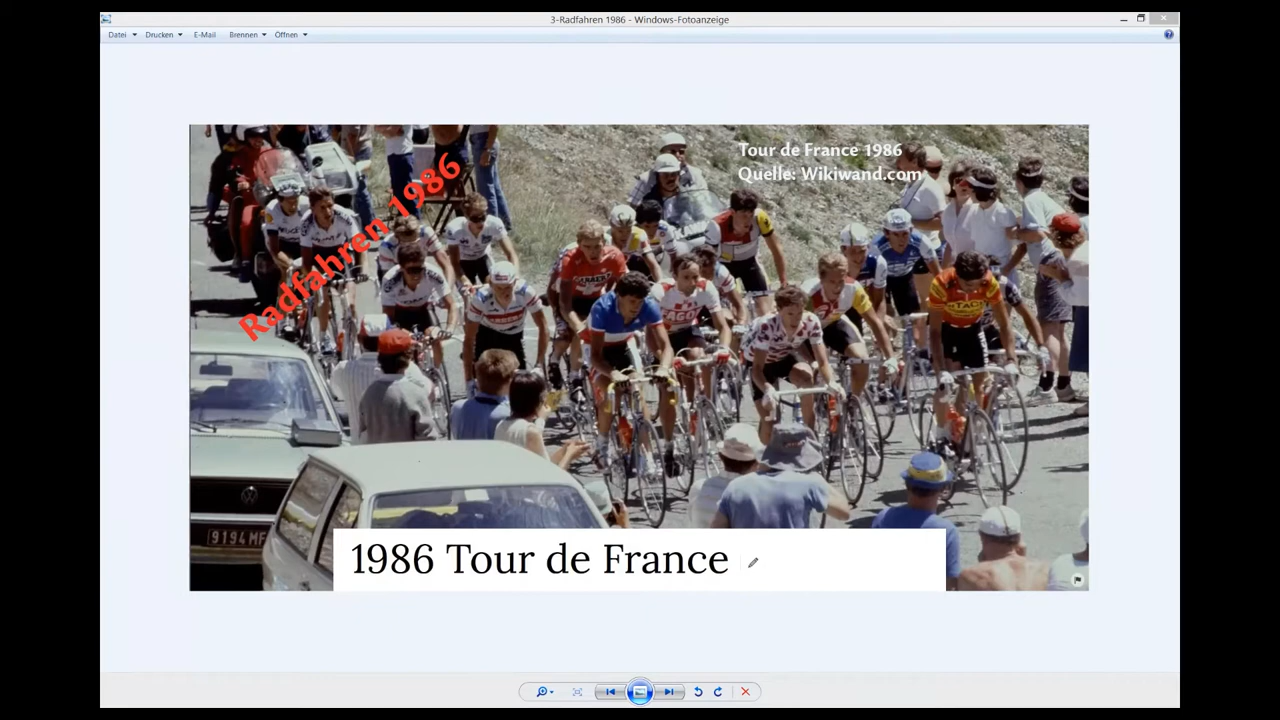 3-Radfahren 1986 - Windows-Fotoanzeige
Datei
Drucken
E-Mail
Brennen
Öffnen
Tour de France 1986
Quelle: Wikiwand.com
Radfahren 1986
9194 MF
1986 Tour de France